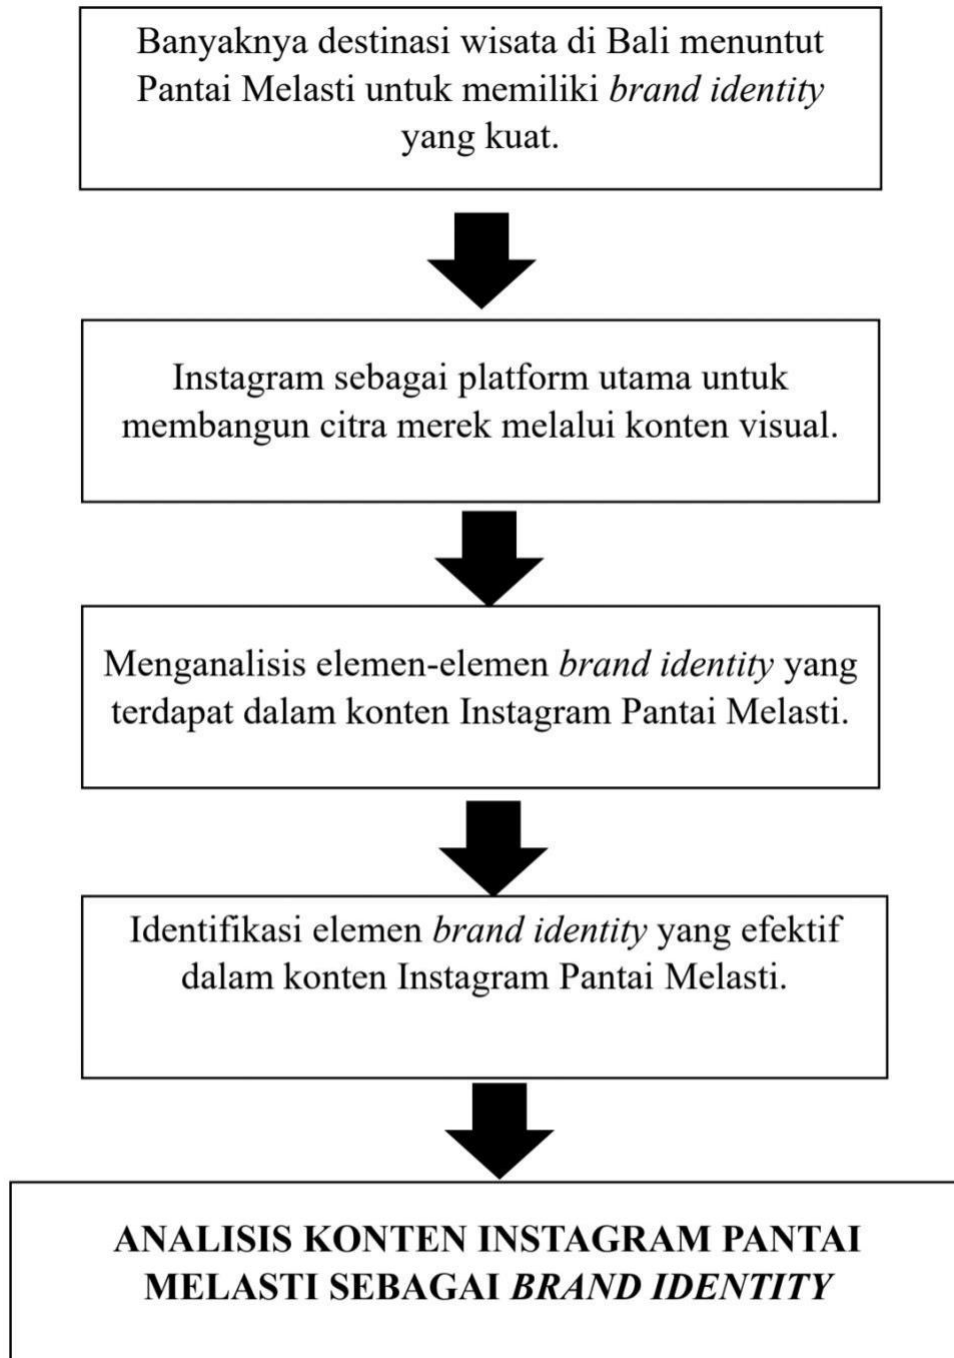 Banyaknya destinasi wisata di Bali menuntut
Pantai Melasti untuk memiliki brand identity
yang kuat.
Instagram sebagai platform utama untuk
membangun citra merek melalui konten visual.
Menganalisis elemen-elemen brand identity yang
terdapat dalam konten Instagram Pantai Melasti.
Identifikasi elemen brand identity yang efektif
dalam konten Instagram Pantai Melasti.
ANALISIS KONTEN INSTAGRAM PANTAI
MELASTI SEBAGAI BRAND IDENTITY